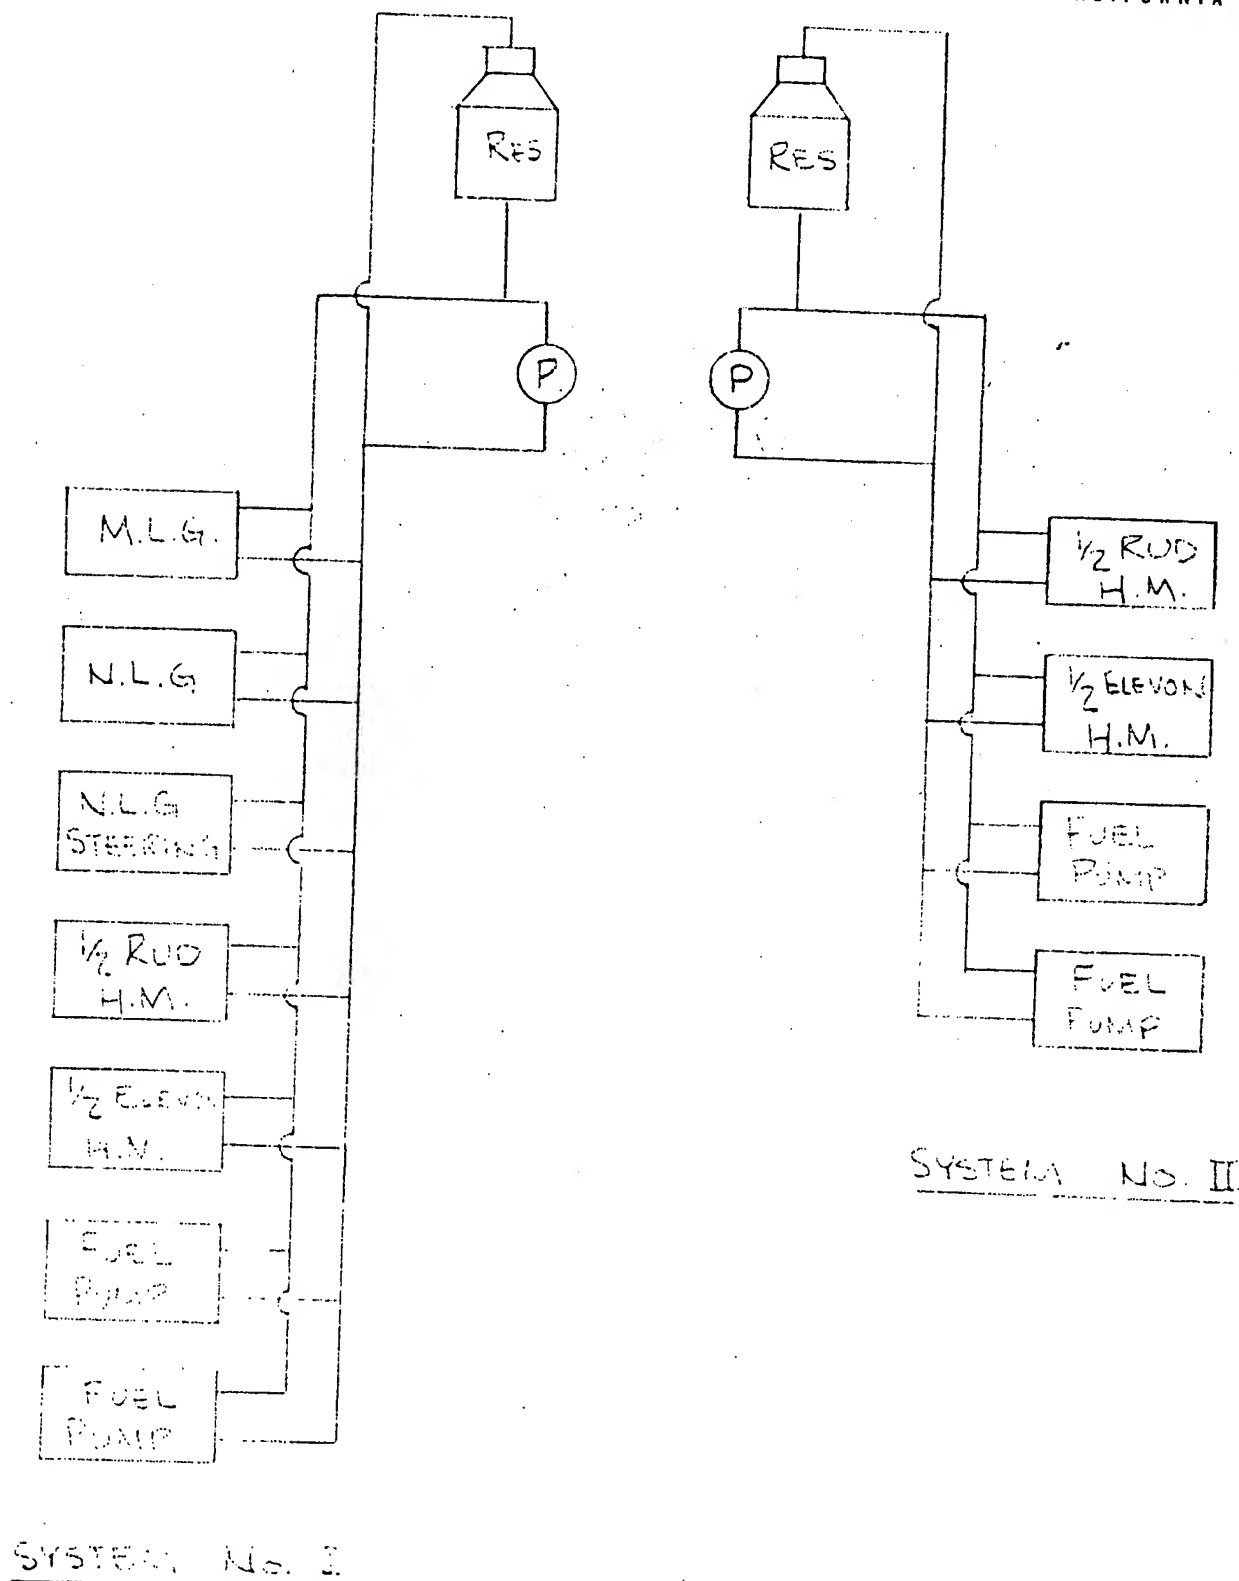 RES
P
M.L.G.
N.L.G
N.L.G
STEERING
1/2 RUD
H.M.
1/2 ELEVON
H.M.
FUEL
PUMP
FUEL
PUMP
SYSTEM No. I
RES
P
1/2 RUD
H.M.
1/2 ELEVON
H.M.
FUEL
PUMP
FUEL
PUMP
SYSTEM No. II